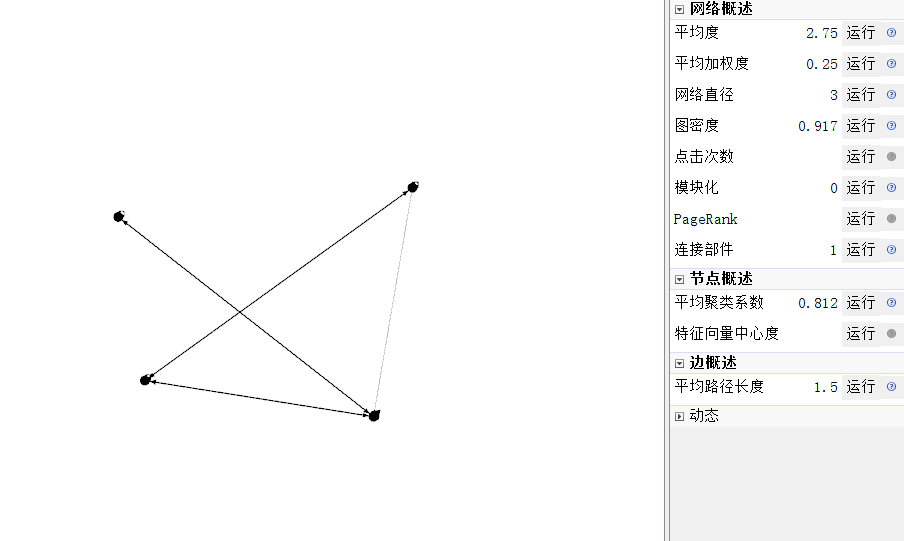 网络概述
平均度 2.75 运行
平均加权度 0.25 运行
网络直径 3 运行
图密度 0.917 运行
点击次数 运行
模块化 0 运行
PageRank 运行
连接部件 1 运行
节点概述
平均聚类系数 0.812 运行
特征向量中心度 运行
边概述
平均路径长度 1.5 运行
动态